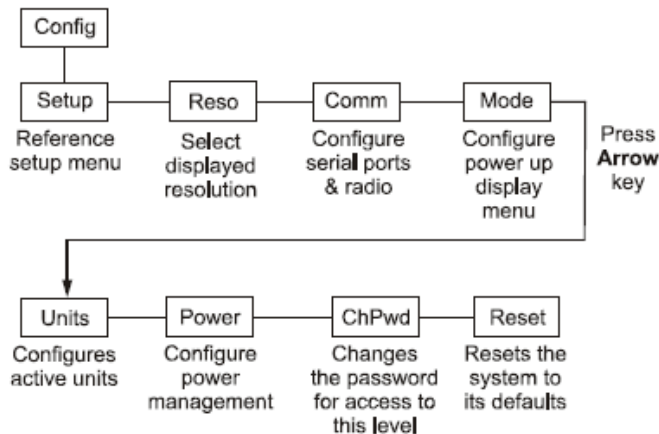 Config
Setup
Reso
Comm
Mode
Reference
setup menu
Select
displayed
resolution
Configure
serial ports
& radio
Configure
power up
display
menu
Press
Arrow
key
Units
Power
ChPwd
Reset
Configures
active units
Configure
power
management
Changes
the password
for access to
this level
Resets the
system to
its defaults